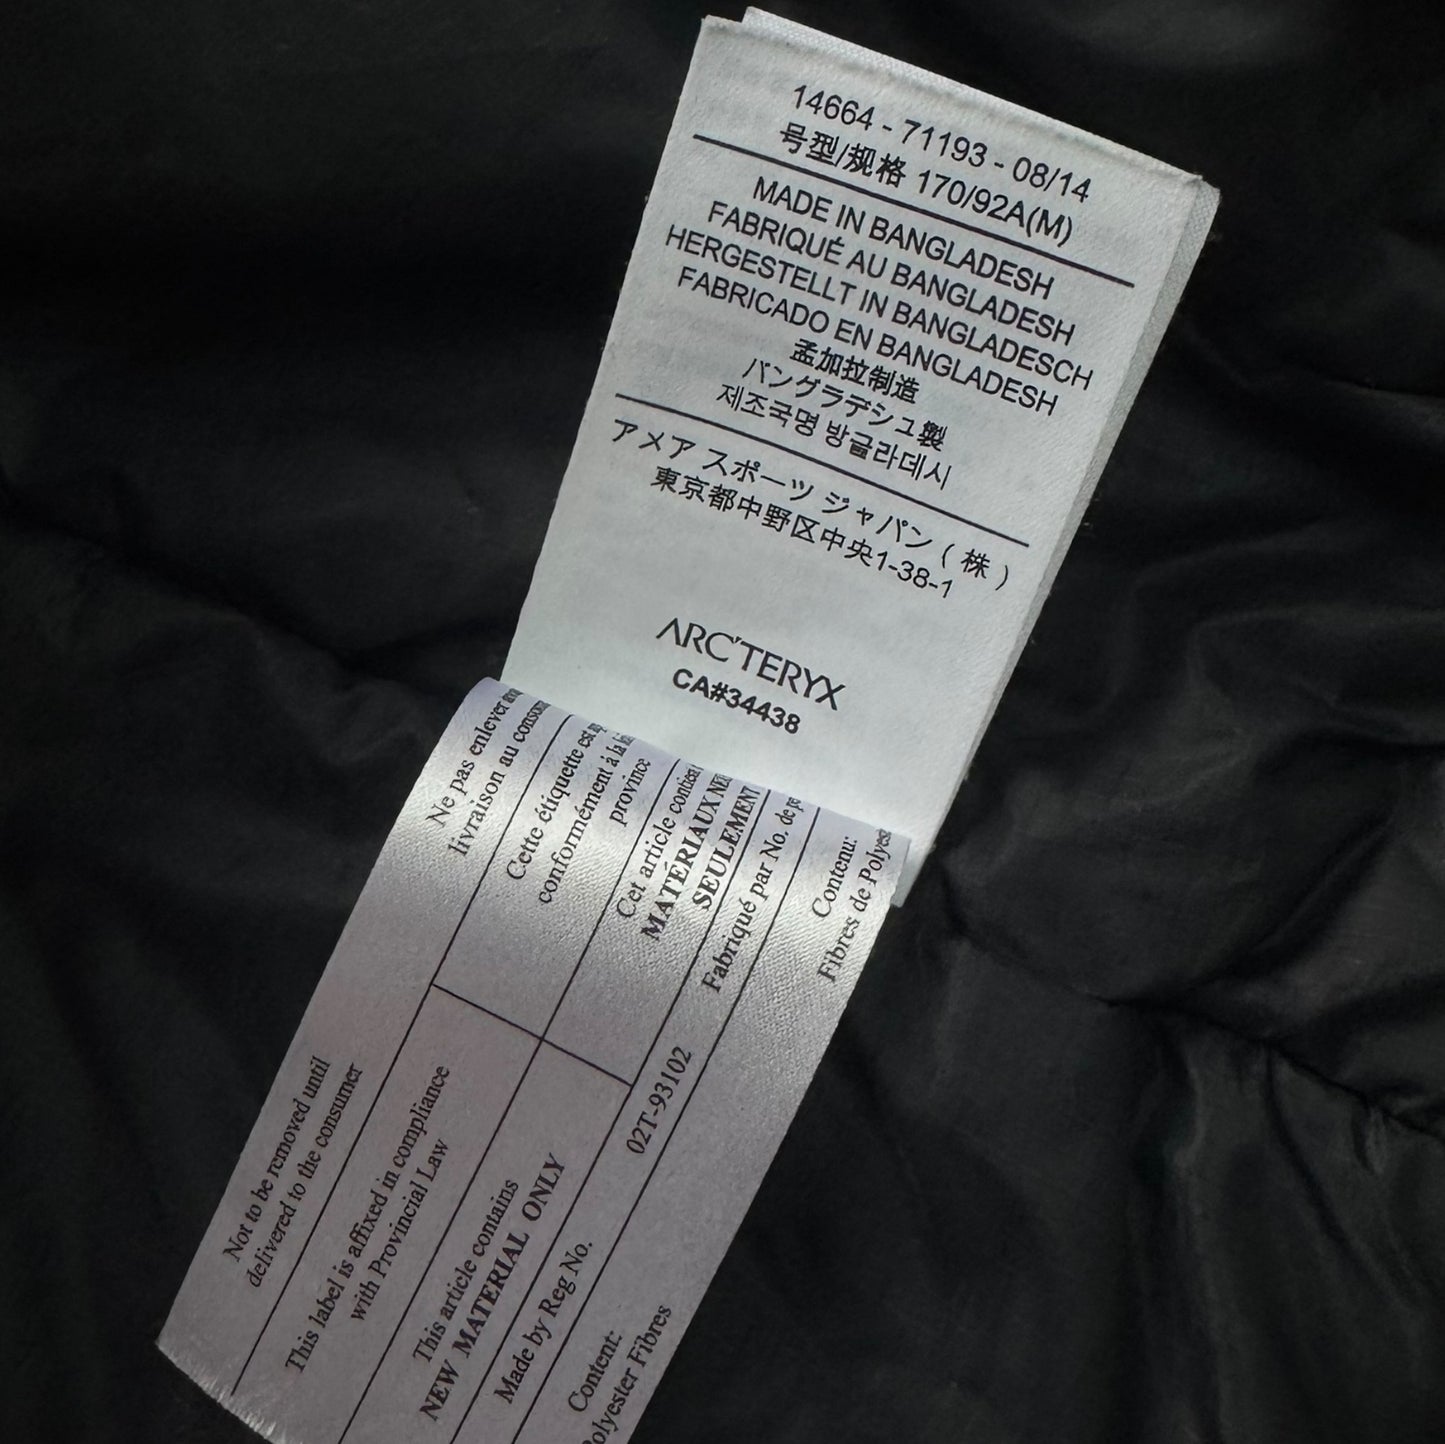 14664 - 71193 - 08/14
号型/规格 170/92A(M)
MADE IN BANGLADESH
FABRIQUÉ AU BANGLADESH
HERGESTELLT IN BANGLADESCH
FABRICADO EN BANGLADESH
孟加拉制造
バングラデシュ製
제조국명 방글라데시
アメア スポーツ ジャパン ( 株 )
東京都中野区中央1-38-1
ARC'TERYX
CA#34438
Ne pas enlever
livraison au
Cette étiquette est
conformément à la
province
Cet article contient
MATÉRIAUX
SEULEMENT
Fabriqué par No. de
Contenu:
Fibres de
Not to be removed until
delivered to the consumer
This label is affixed in compliance
with Provincial Law
This article contains
NEW MATERIAL ONLY
Made by Reg No.
02T-93102
Content:
Polyester Fibres